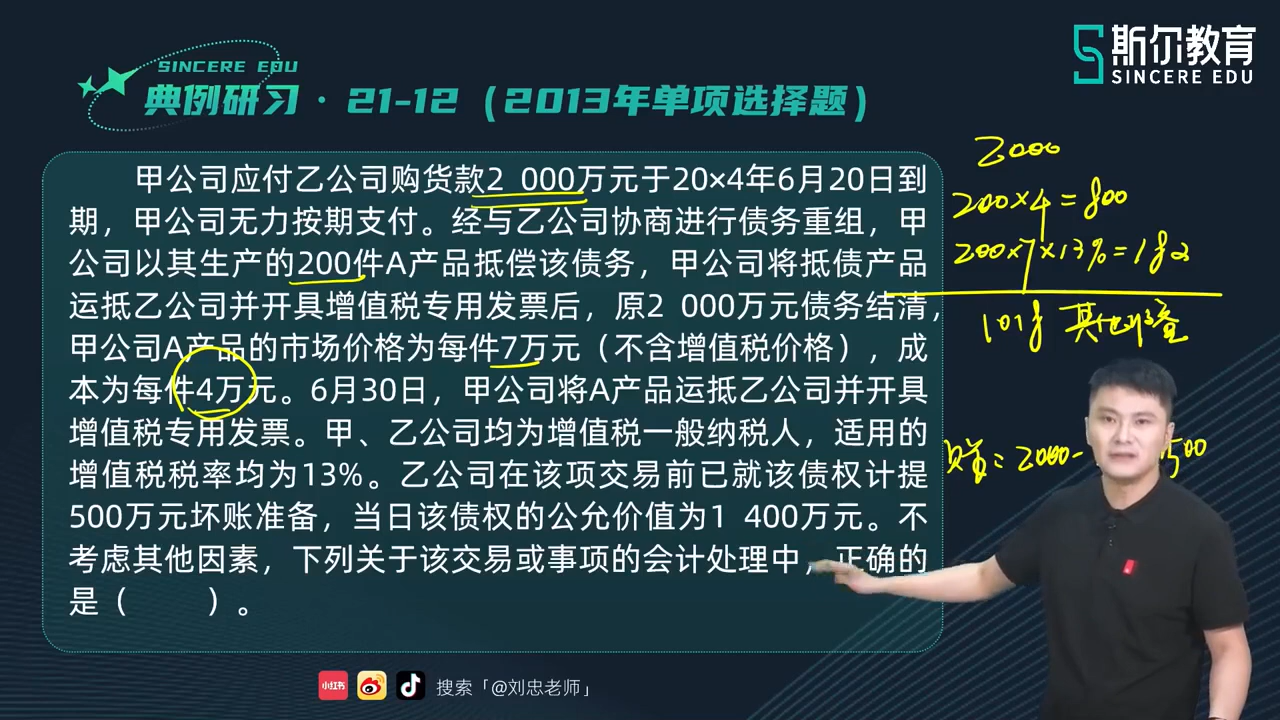 斯尔教育
SINCERE EDU
SINCERE EDU
典例研习 · 21-12（2013年单项选择题）
甲公司应付乙公司购货款2 000万元于20×4年6月20日到
期，甲公司无力按期支付。经与乙公司协商进行债务重组，甲
公司以其生产的200件A产品抵偿该债务，甲公司将抵债产品
运抵乙公司并开具增值税专用发票后，原2 000万元债务结清，
甲公司A产品的市场价格为每件7万元（不含增值税价格），成
本为每件4万元。6月30日，甲公司将A产品运抵乙公司并开具
增值税专用发票。甲、乙公司均为增值税一般纳税人，适用的
增值税税率均为13%。乙公司在该项交易前已就该债权计提
500万元坏账准备，当日该债权的公允价值为1 400万元。不
考虑其他因素，下列关于该交易或事项的会计处理中，正确的
是（ ）。
2000
200×4=800
200×7×13%=182
1018 其他收益
=2000-
1500
小红书
搜索「@刘忠老师」